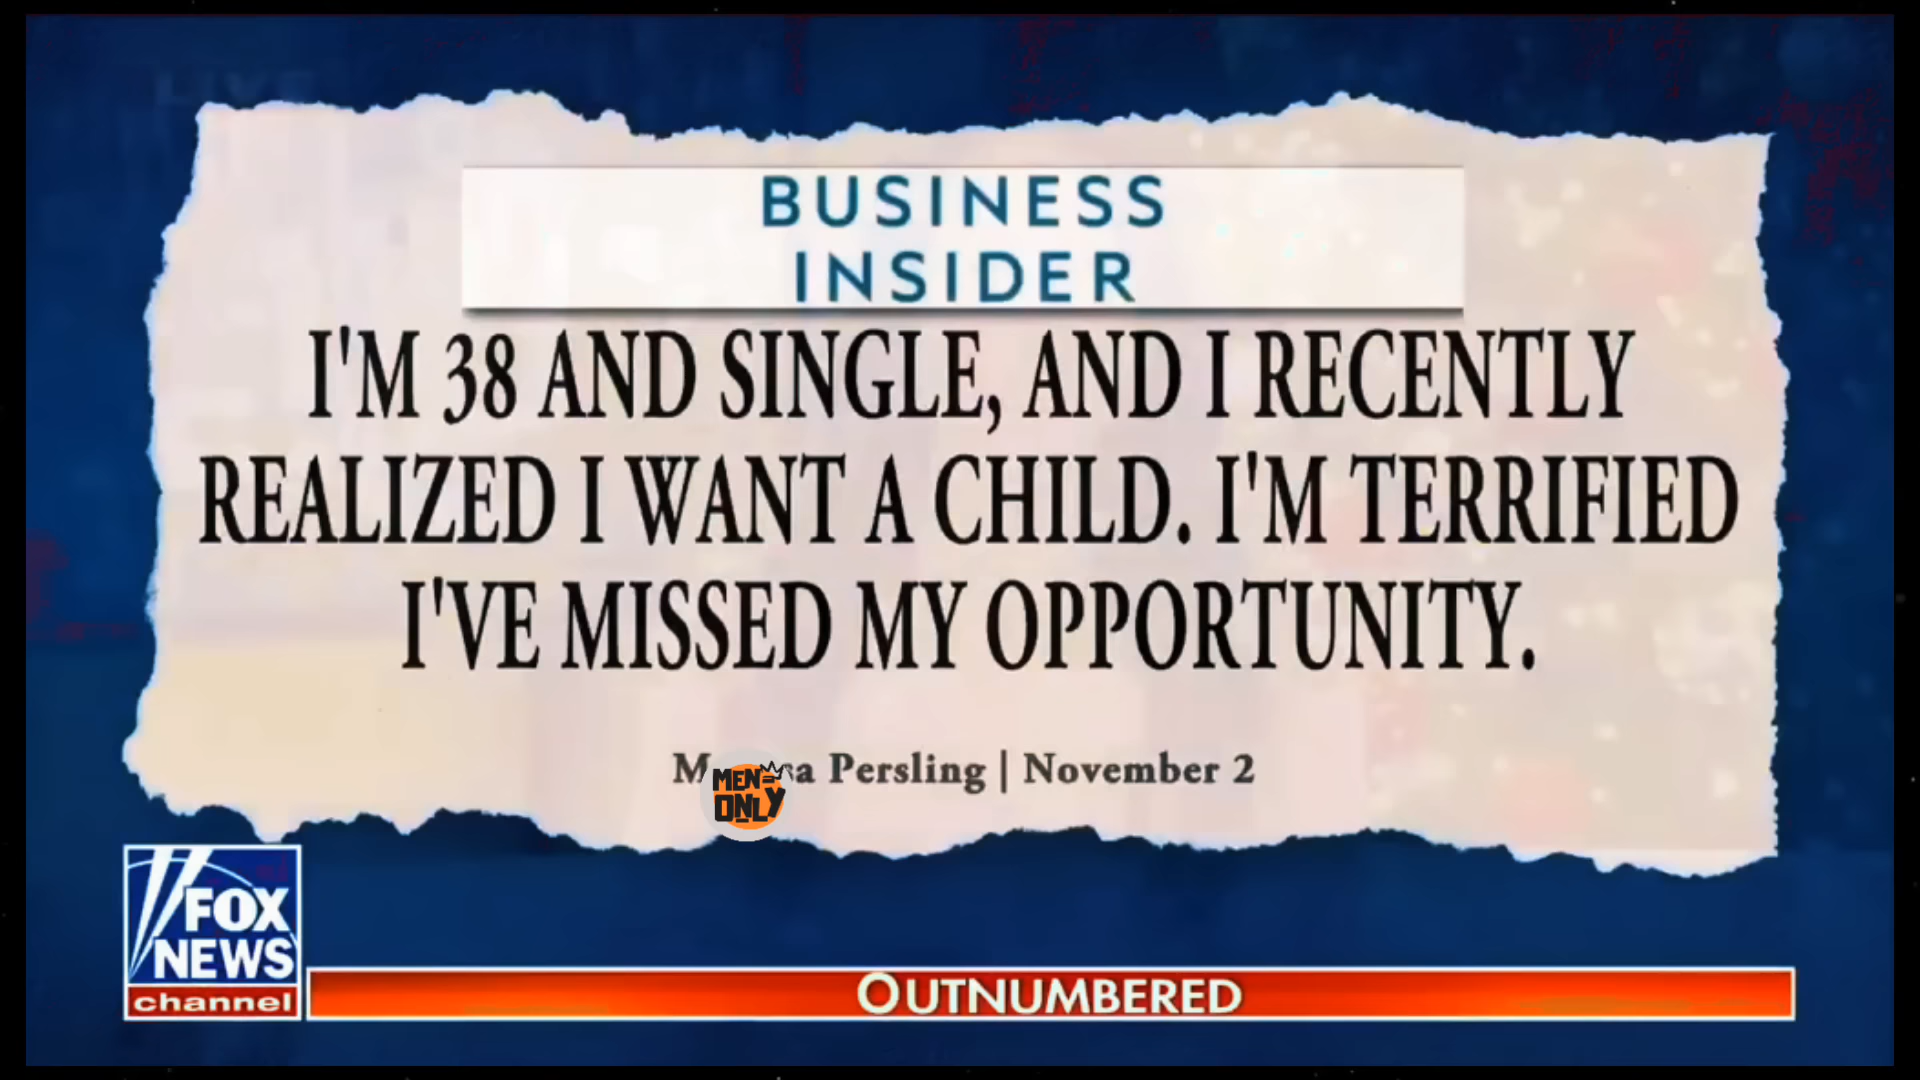 BUSINESS
INSIDER
I'M 38 AND SINGLE, AND I RECENTLY
REALIZED I WANT A CHILD. I'M TERRIFIED
I'VE MISSED MY OPPORTUNITY.
Persling | November 2
MEN=
ONLY
FOX
NEWS
channel
OUTNUMBERED